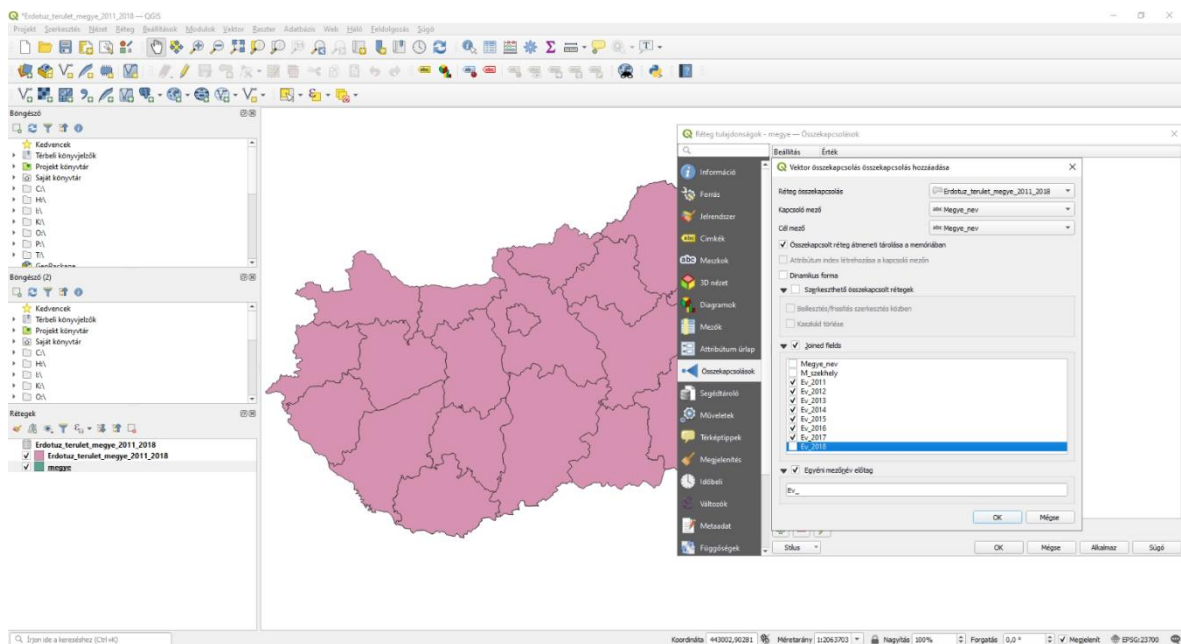 *Erdotuz_terulet_megye_2011_2018 — QGIS
Projekt Szerkesztés Nézet Réteg Beállítások Modulok Vektor Raszter Adatbázis Web Háló Feldolgozás Súgó
Böngésző
Kedvencek
Térbeli könyvjelzők
Projekt könyvtár
Saját könyvtár
C:\
H:\
I:\
K:\
O:\
P:\
T:\
GeoPackage
Böngésző (2)
Kedvencek
Térbeli könyvjelzők
Projekt könyvtár
Saját könyvtár
C:\
H:\
I:\
K:\
O:\
Rétegek
Erdotuz_terulet_megye_2011_2018
Erdotuz_terulet_megye_2011_2018
megye
Réteg tulajdonságok - megye — Összekapcsolások
Információ
Forrás
Jelrendszer
Címkék
Maszkok
3D nézet
Diagramok
Mezők
Attribútum űrlap
Összekapcsolások
Segédtároló
Műveletek
Térképtippek
Megjelenítés
Időbeli
Változók
Metaadat
Függőségek
Beállítás Érték
Vektor összekapcsolás összekapcsolás hozzáadása
Réteg összekapcsolás Erdotuz_terulet_megye_2011_2018
Kapcsoló mező abc Megye_nev
Cél mező abc Megye_nev
Összekapcsolt réteg átmeneti tárolása a memóriában
Attribútum index létrehozása a kapcsoló mezőn
Dinamikus forma
Szerkeszthető összekapcsolt rétegek
Beillesztés/frissítés szerkesztés közben
Kaszkád törlése
Joined fields
Megye_nev
M_szekhely
Ev_2011
Ev_2012
Ev_2013
Ev_2014
Ev_2015
Ev_2016
Ev_2017
Ev_2018
Egyéni mezőnév előtag
Ev_
OK Mégse
Stílus OK Mégse Alkalmaz Súgó
Írjon ide a kereséshez (Ctrl+K)
Koordináta 443002,90281 Méretarány 1:2063703 Nagyítás 100% Forgatás 0,0 ° Megjelenít EPSG:23700